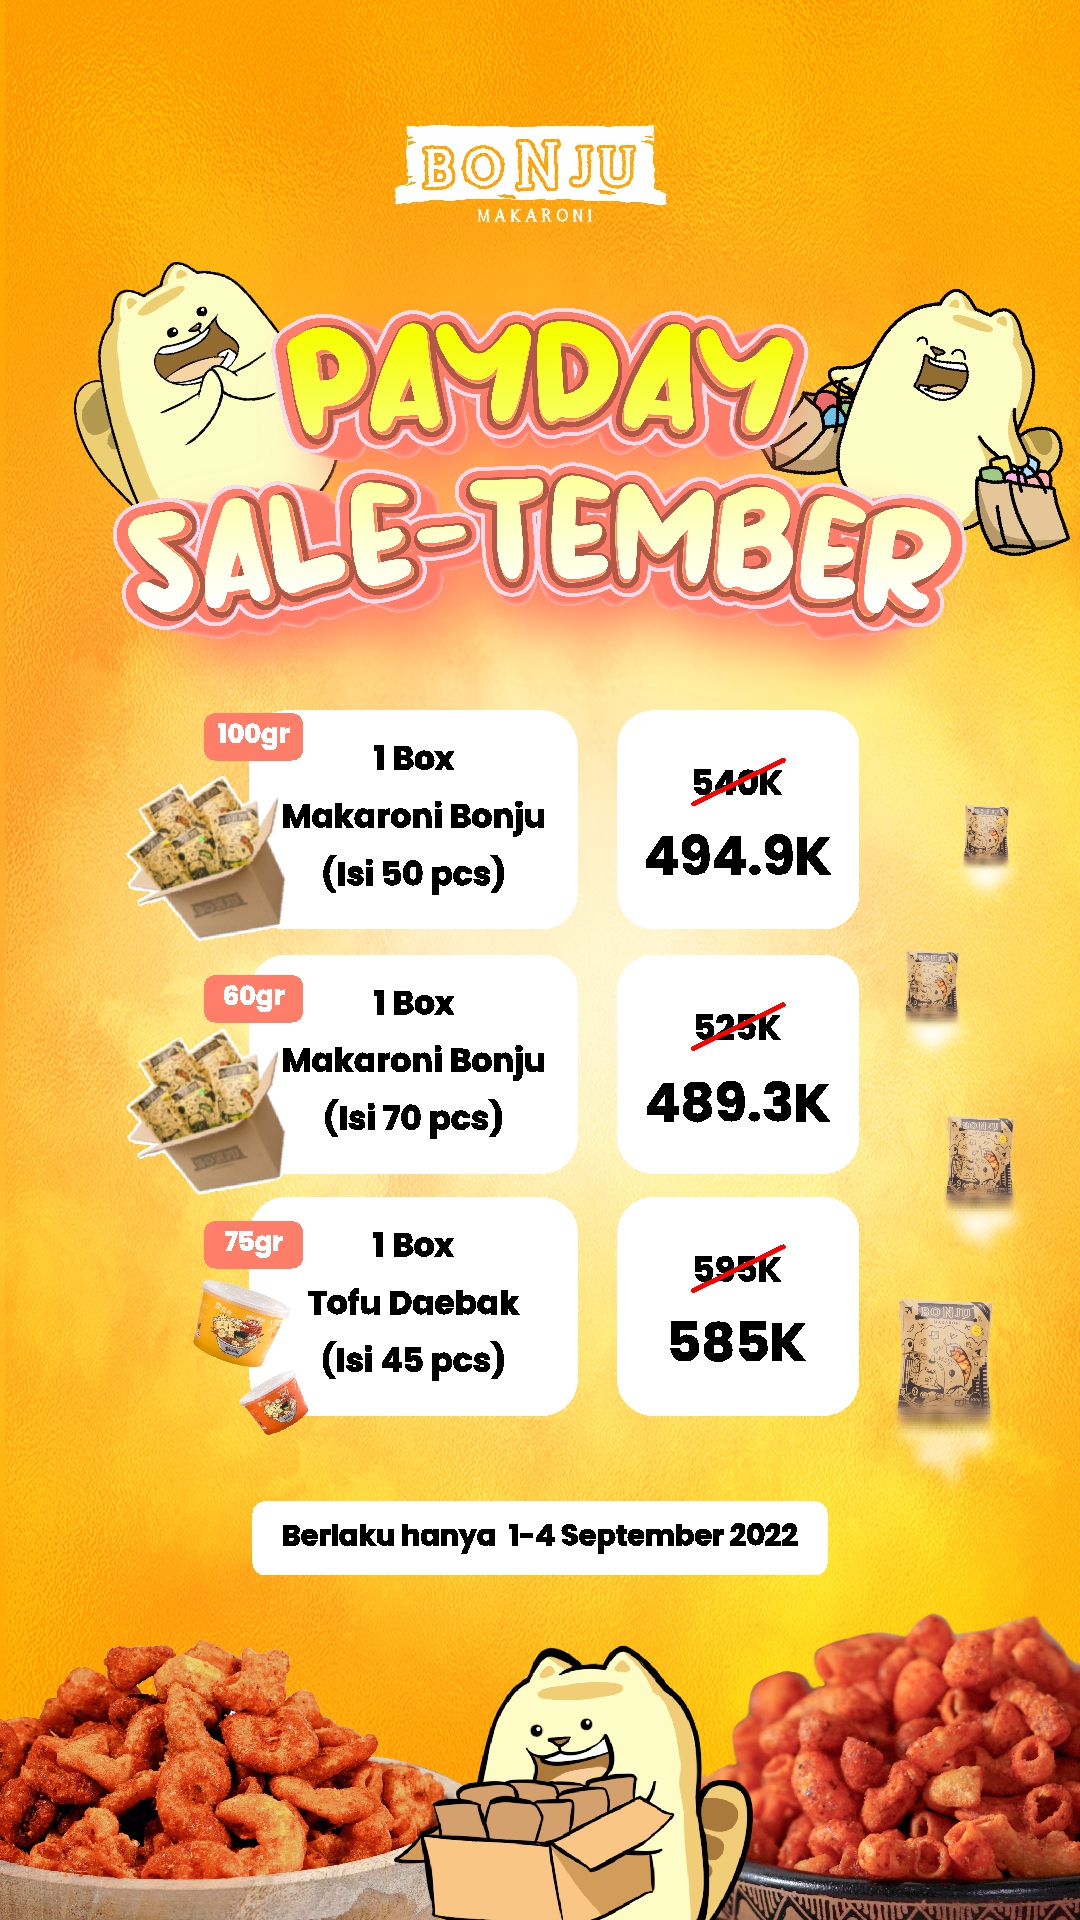 BONJU
MAKARONI
PAYDAY
SALE-TEMBER
100gr
1 Box
Makaroni Bonju
(Isi 50 pcs)
540K
494.9K
60gr
1 Box
Makaroni Bonju
(Isi 70 pcs)
525K
489.3K
75gr
1 Box
Tofu Daebak
(Isi 45 pcs)
595K
585K
BONJU
BONJU
Berlaku hanya 1-4 September 2022